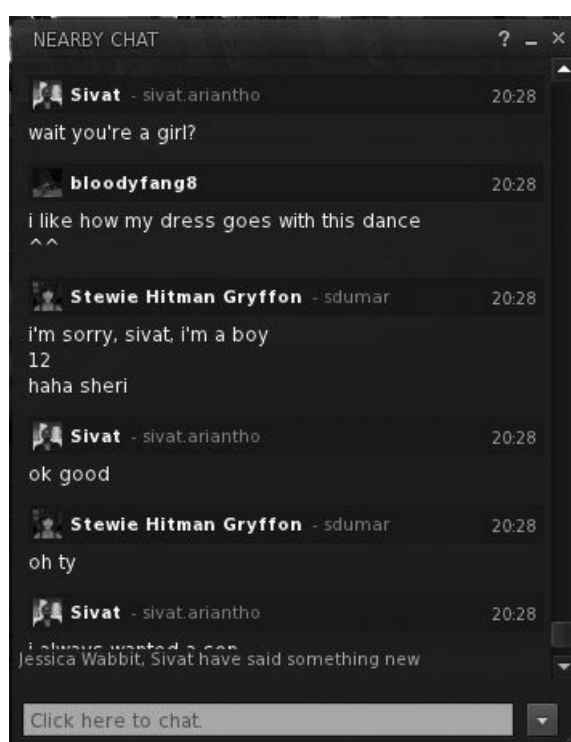 NEARBY CHAT ? _ ×
Sivat - sivat.ariantho 20:28
wait you're a girl?
bloodyfang8 20:28
i like how my dress goes with this dance
^^
Stewie Hitman Gryffon - sdumar 20:28
i'm sorry, sivat, i'm a boy
12
haha sheri
Sivat - sivat.ariantho 20:28
ok good
Stewie Hitman Gryffon - sdumar 20:28
oh ty
Sivat - sivat.ariantho 20:28
i always wanted a son
Jessica Wabbit, Sivat have said something new
Click here to chat.